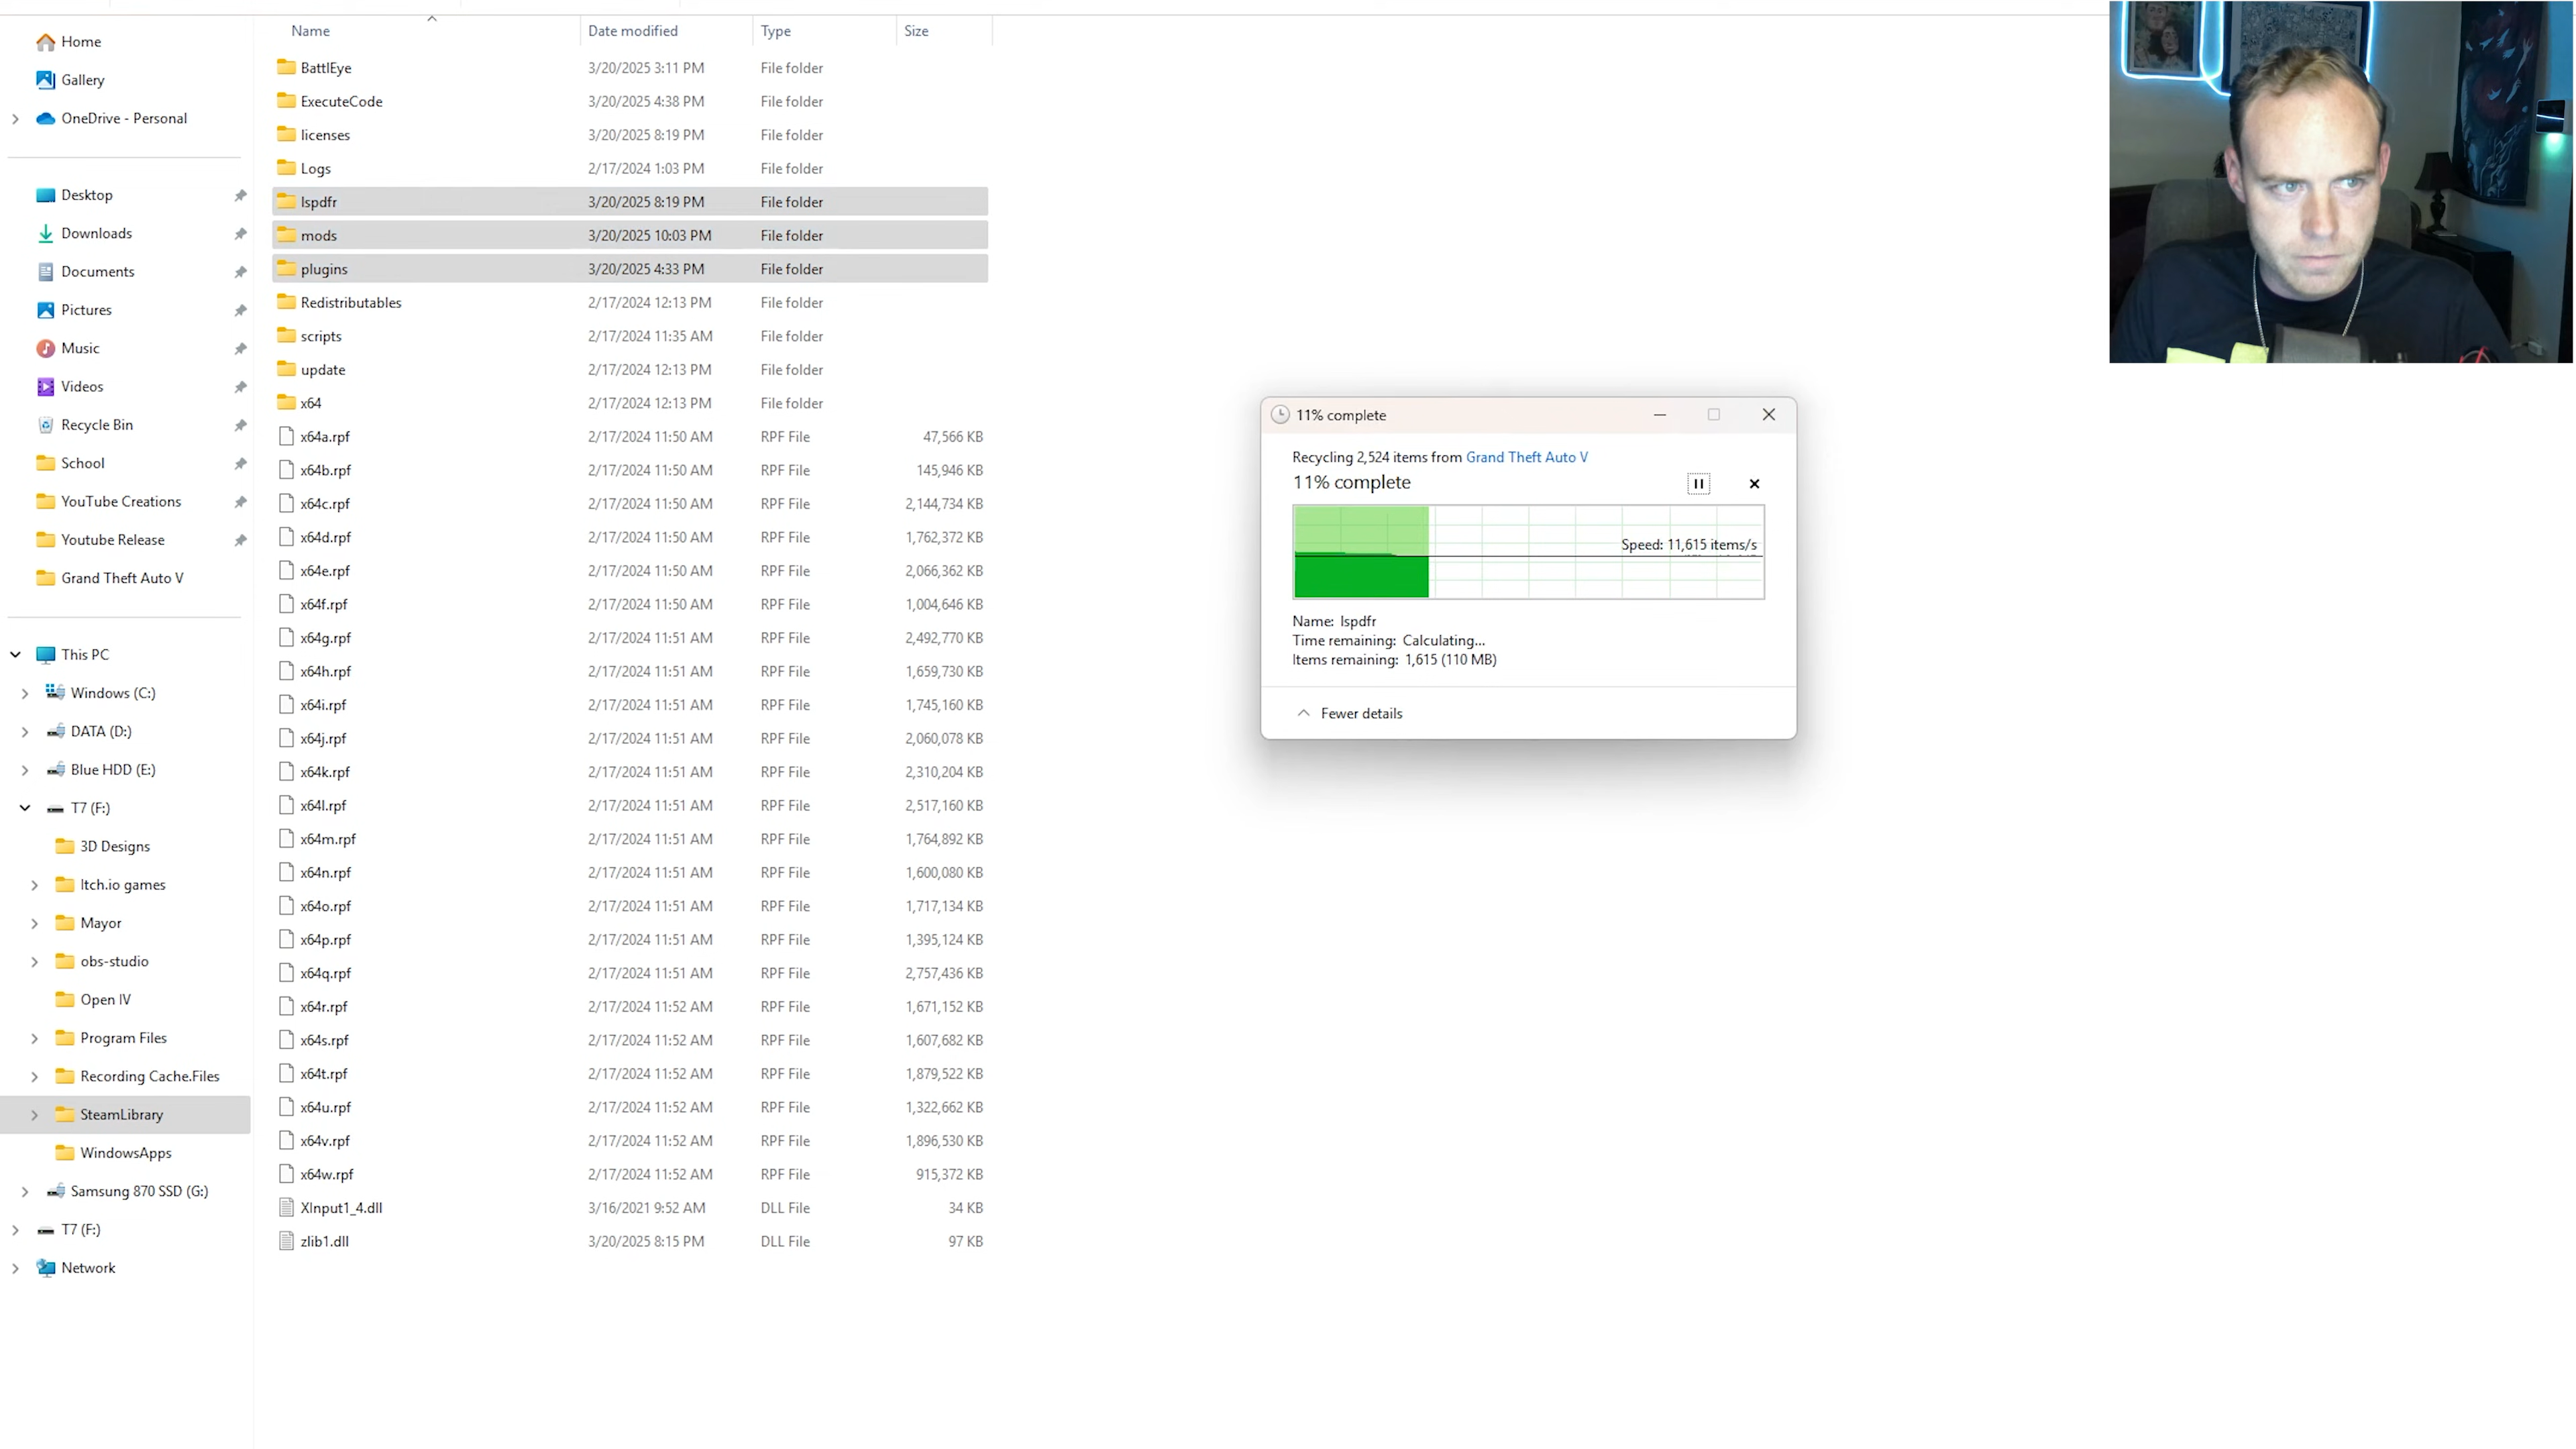 Name Date modified Type Size
Home
Gallery
OneDrive - Personal
Desktop
Downloads
Documents
Pictures
Music
Videos
Recycle Bin
School
YouTube Creations
Youtube Release
Grand Theft Auto V
This PC
Windows (C:)
DATA (D:)
Blue HDD (E:)
T7 (F:)
3D Designs
Itch.io games
Mayor
obs-studio
Open IV
Program Files
Recording Cache.Files
SteamLibrary
WindowsApps
Samsung 870 SSD (G:)
T7 (F:)
Network
BattlEye 3/20/2025 3:11 PM File folder
ExecuteCode 3/20/2025 4:38 PM File folder
licenses 3/20/2025 8:19 PM File folder
Logs 2/17/2024 1:03 PM File folder
lspdfr 3/20/2025 8:19 PM File folder
mods 3/20/2025 10:03 PM File folder
plugins 3/20/2025 4:33 PM File folder
Redistributables 2/17/2024 12:13 PM File folder
scripts 2/17/2024 11:35 AM File folder
update 2/17/2024 12:13 PM File folder
x64 2/17/2024 12:13 PM File folder
x64a.rpf 2/17/2024 11:50 AM RPF File 47,566 KB
x64b.rpf 2/17/2024 11:50 AM RPF File 145,946 KB
x64c.rpf 2/17/2024 11:50 AM RPF File 2,144,734 KB
x64d.rpf 2/17/2024 11:50 AM RPF File 1,762,372 KB
x64e.rpf 2/17/2024 11:50 AM RPF File 2,066,362 KB
x64f.rpf 2/17/2024 11:50 AM RPF File 1,004,646 KB
x64g.rpf 2/17/2024 11:51 AM RPF File 2,492,770 KB
x64h.rpf 2/17/2024 11:51 AM RPF File 1,659,730 KB
x64i.rpf 2/17/2024 11:51 AM RPF File 1,745,160 KB
x64j.rpf 2/17/2024 11:51 AM RPF File 2,060,078 KB
x64k.rpf 2/17/2024 11:51 AM RPF File 2,310,204 KB
x64l.rpf 2/17/2024 11:51 AM RPF File 2,517,160 KB
x64m.rpf 2/17/2024 11:51 AM RPF File 1,764,892 KB
x64n.rpf 2/17/2024 11:51 AM RPF File 1,600,080 KB
x64o.rpf 2/17/2024 11:51 AM RPF File 1,717,134 KB
x64p.rpf 2/17/2024 11:51 AM RPF File 1,395,124 KB
x64q.rpf 2/17/2024 11:51 AM RPF File 2,757,436 KB
x64r.rpf 2/17/2024 11:52 AM RPF File 1,671,152 KB
x64s.rpf 2/17/2024 11:52 AM RPF File 1,607,682 KB
x64t.rpf 2/17/2024 11:52 AM RPF File 1,879,522 KB
x64u.rpf 2/17/2024 11:52 AM RPF File 1,322,662 KB
x64v.rpf 2/17/2024 11:52 AM RPF File 1,896,530 KB
x64w.rpf 2/17/2024 11:52 AM RPF File 915,372 KB
XInput1_4.dll 3/16/2021 9:52 AM DLL File 34 KB
zlib1.dll 3/20/2025 8:15 PM DLL File 97 KB
11% complete
Recycling 2,524 items from Grand Theft Auto V
11% complete
Speed: 11,615 items/s
Name: lspdfr
Time remaining: Calculating...
Items remaining: 1,615 (110 MB)
Fewer details